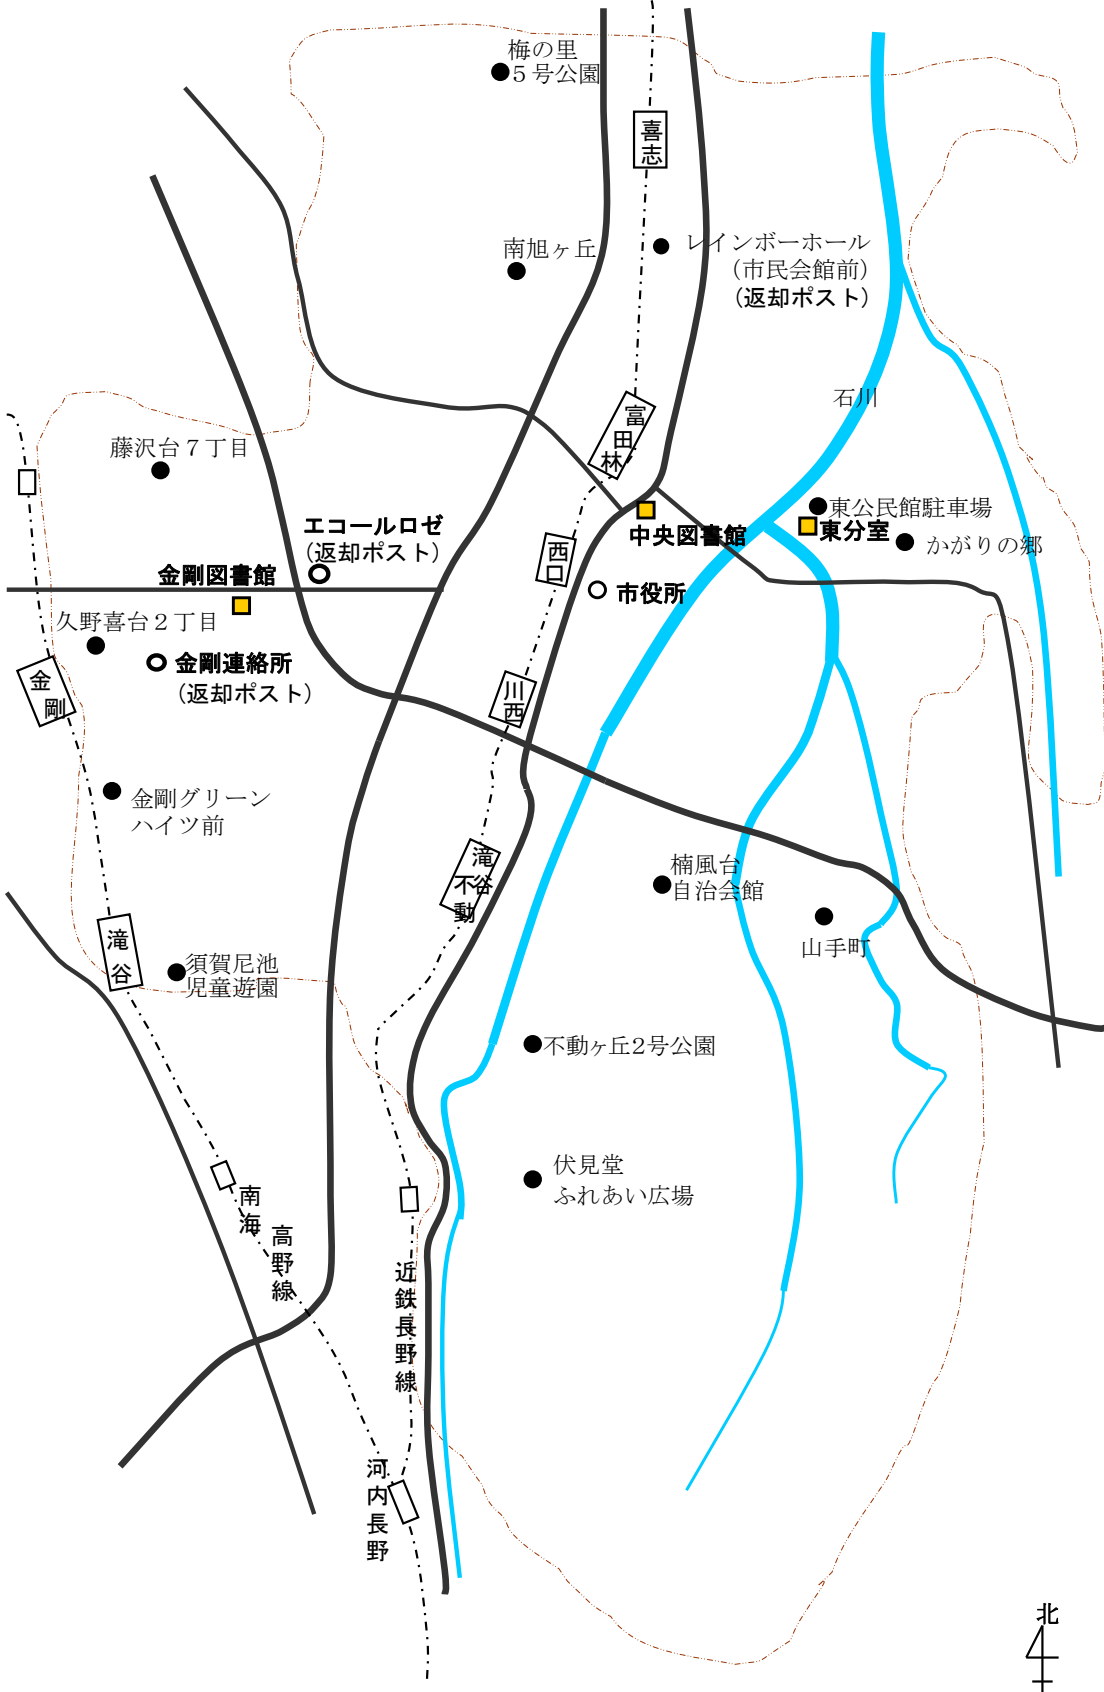 梅の里
５号公園
喜志
南旭ヶ丘
レインボーホール
（市民会館前）
（返却ポスト）
石川
富田林
藤沢台７丁目
エコールロゼ
（返却ポスト）
金剛図書館
中央図書館
東公民館駐車場
東分室
かがりの郷
西口
市役所
久野喜台２丁目
金剛連絡所
（返却ポスト）
金剛
川西
金剛グリーン
ハイツ前
滝谷不動
楠風台
自治会館
山手町
滝谷
須賀尼池
児童遊園
不動ヶ丘2号公園
伏見堂
ふれあい広場
南海
高野線
近鉄長野線
河内長野
北